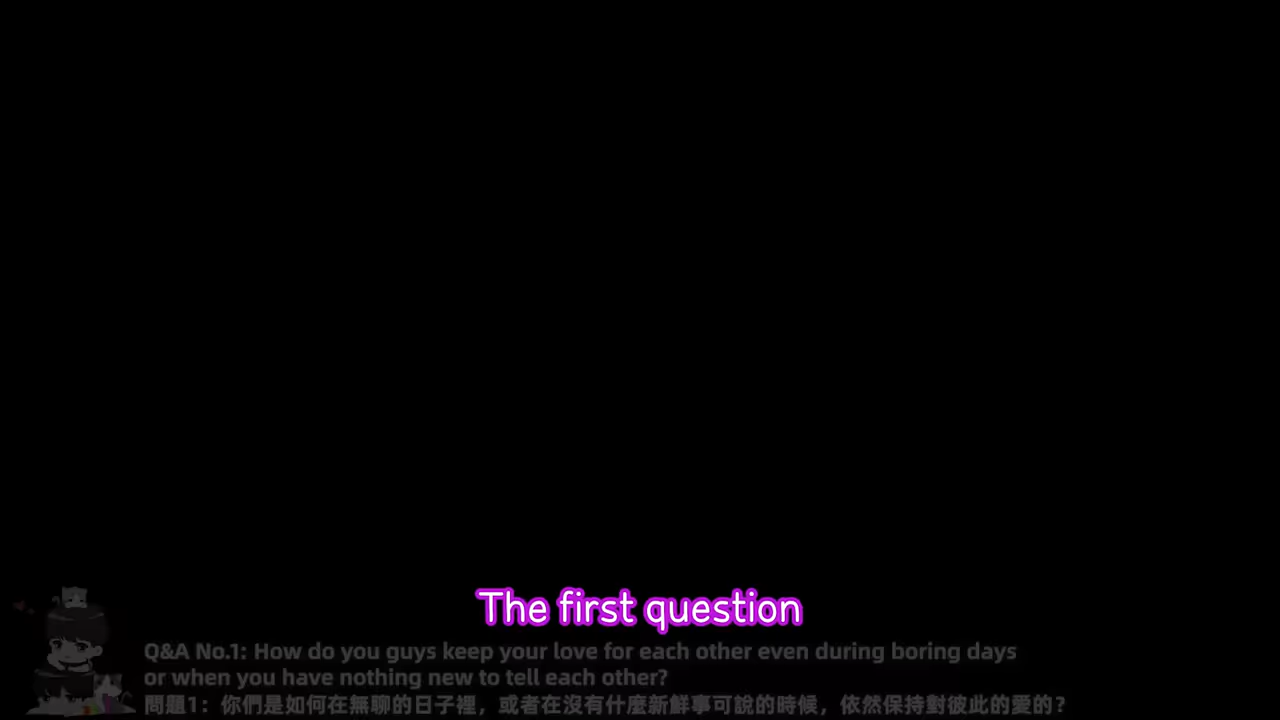 The first question
Q&A No.1: How do you guys keep your love for each other even during boring days
or when you have nothing new to tell each other?
問題1：你們是如何在無聊的日子裡，或者在沒有什麼新鮮事可說的時候，依然保持對彼此的愛的？